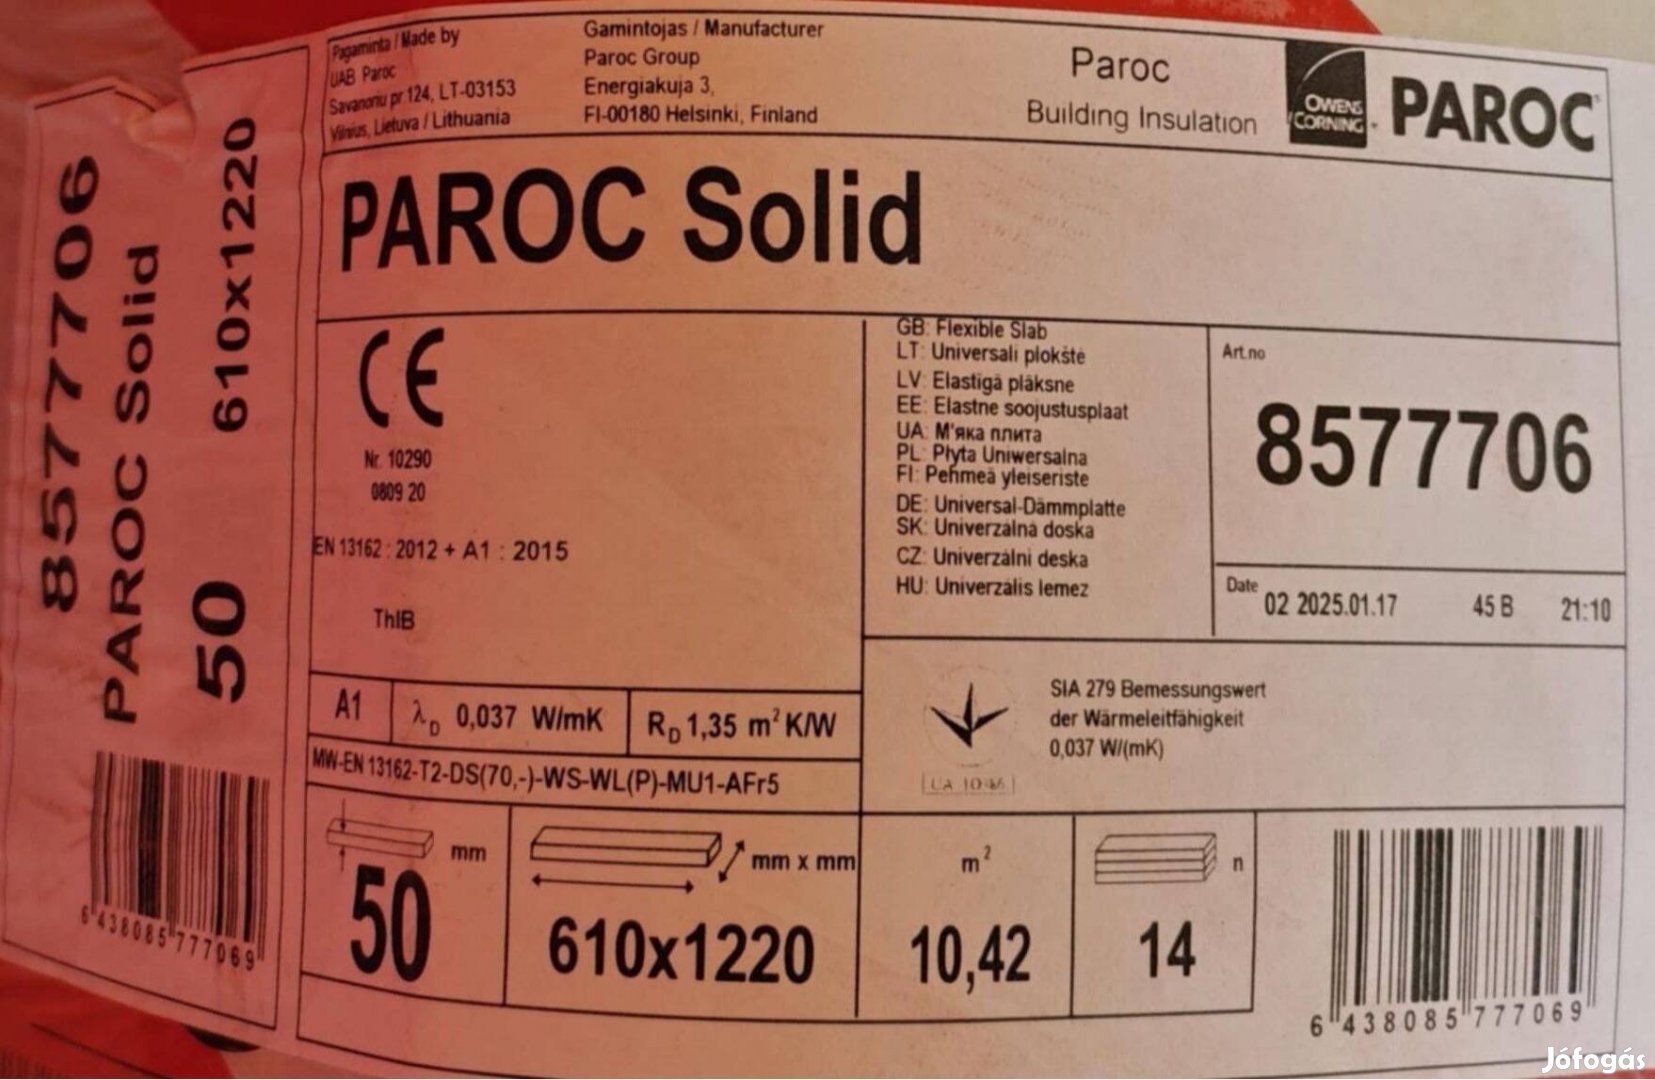 8577706
PAROC Solid
50 610x1220
6 438085 777069
Pagaminta / Made by
UAB Paroc
Savanoriu pr.124, LT-03153
Vilnius, Lietuva / Lithuania
Gamintojas / Manufacturer
Paroc Group
Energiakuja 3,
FI-00180 Helsinki, Finland
Paroc
Building Insulation
OWENS
CORNING
PAROC
PAROC Solid
CE
Nr. 10290
0809 20
EN 13162 : 2012 + A1 : 2015
ThIB
GB: Flexible Slab
LT: Universali plokštė
LV: Elastīgā plāksne
EE: Elastne soojustusplaat
UA: М'яка плита
PL: Płyta Uniwersalna
FI: Pehmeä yleiseriste
DE: Universal-Dämmplatte
SK: Univerzálna doska
CZ: Univerzální deska
HU: Univerzális lemez
Art.no
8577706
Date 02 2025.01.17 45 B 21:10
A1 λD 0,037 W/mK RD 1,35 m² K/W
MW-EN 13162-T2-DS(70,-)-WS-WL(P)-MU1-AFr5
SIA 279 Bemessungswert
der Wärmeleitfähigkeit
0,037 W/(mK)
mm
50
mm x mm
610x1220
m²
10,42
n
14
6 438085 777069
Jófogás